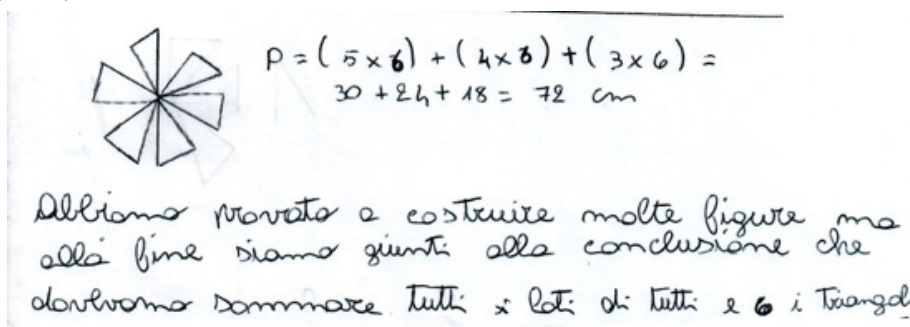 P = ( 5 x 6) + ( 4 x 6) + ( 3 x 6) =
30 + 24 + 18 = 72 cm
Abbiamo provato a costruire molte figure ma
alla fine siamo giunti alla conclusione che
dovevamo sommare tutti i lati di tutti e 6 i Triangol